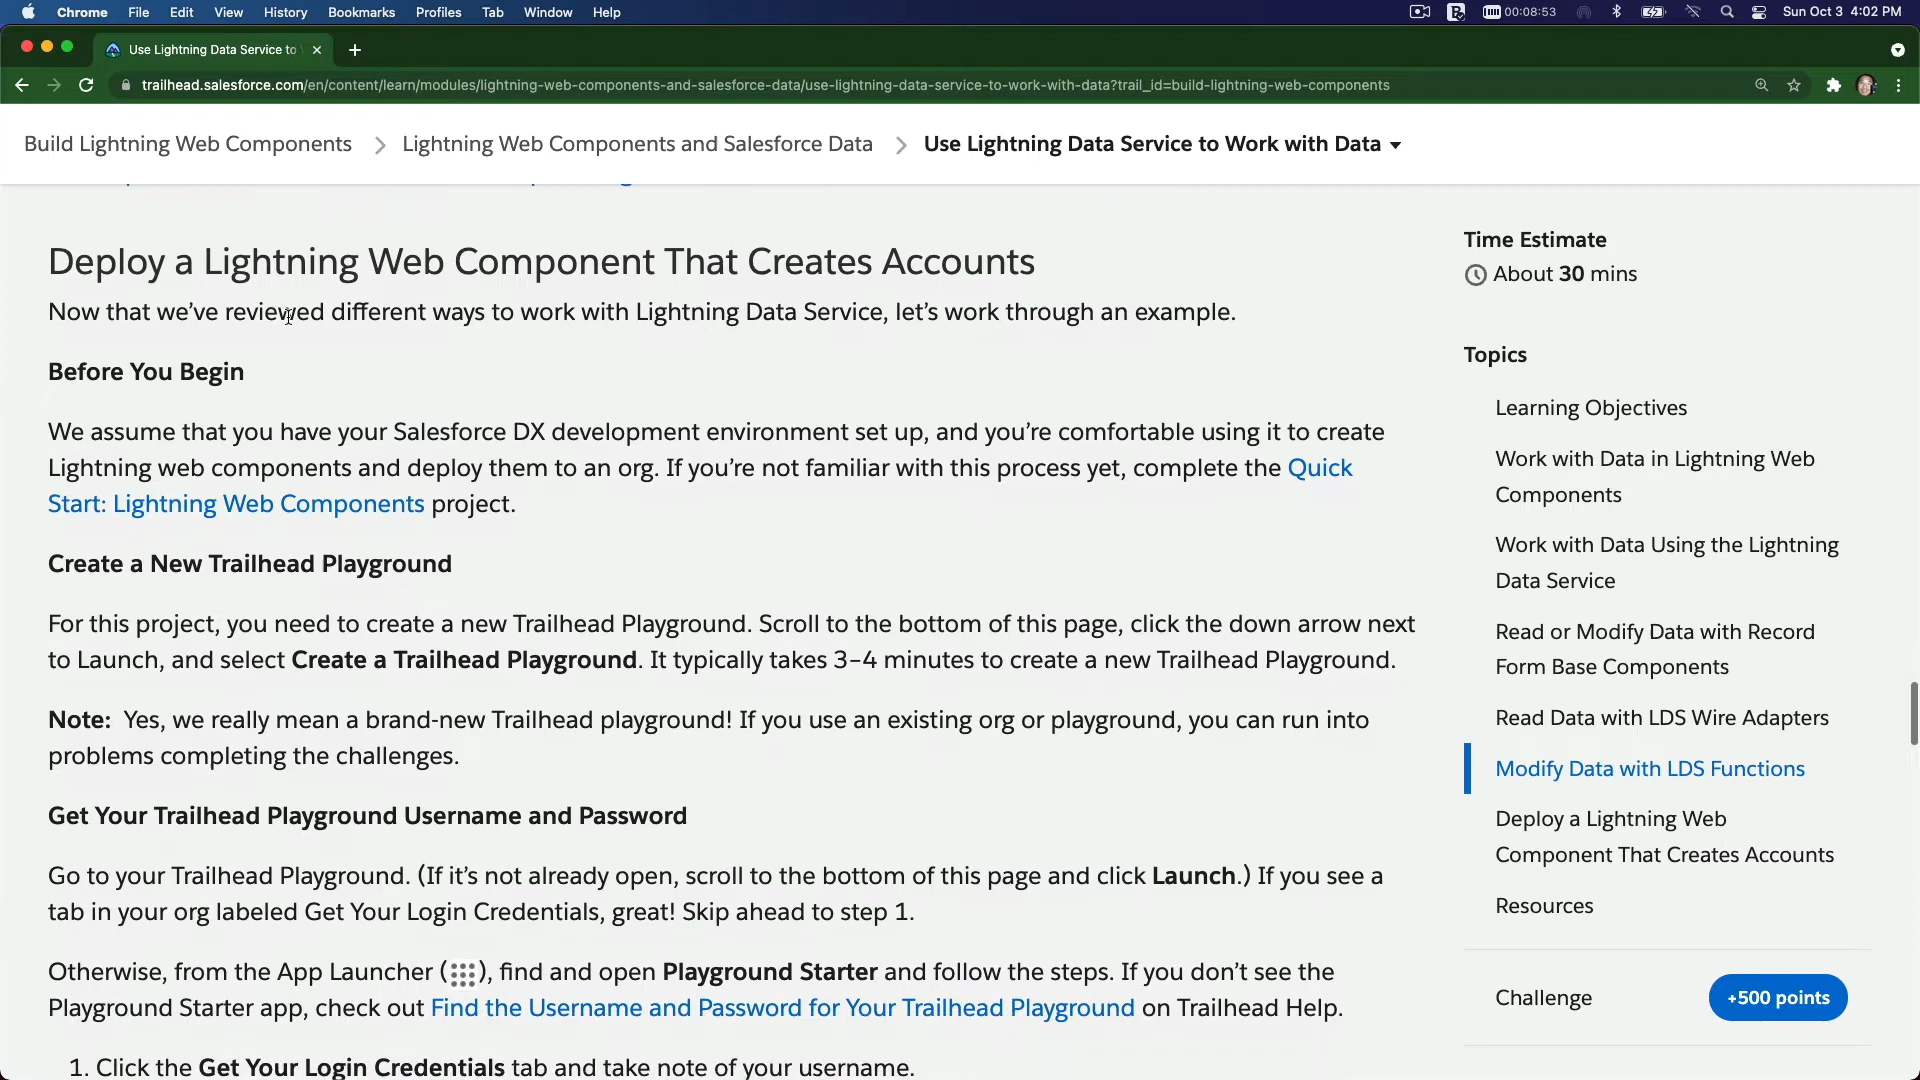 Chrome File Edit View History Bookmarks Profiles Tab Window Help 00:08:53 Sun Oct 3 4:02 PM
Use Lightning Data Service to
trailhead.salesforce.com/en/content/learn/modules/lightning-web-components-and-salesforce-data/use-lightning-data-service-to-work-with-data?trail_id=build-lightning-web-components
Build Lightning Web Components > Lightning Web Components and Salesforce Data > Use Lightning Data Service to Work with Data
Deploy a Lightning Web Component That Creates Accounts
Now that we've reviewed different ways to work with Lightning Data Service, let's work through an example.
Before You Begin
We assume that you have your Salesforce DX development environment set up, and you're comfortable using it to create
Lightning web components and deploy them to an org. If you're not familiar with this process yet, complete the Quick
Start: Lightning Web Components project.
Create a New Trailhead Playground
For this project, you need to create a new Trailhead Playground. Scroll to the bottom of this page, click the down arrow next
to Launch, and select Create a Trailhead Playground. It typically takes 3–4 minutes to create a new Trailhead Playground.
Note: Yes, we really mean a brand-new Trailhead playground! If you use an existing org or playground, you can run into
problems completing the challenges.
Get Your Trailhead Playground Username and Password
Go to your Trailhead Playground. (If it's not already open, scroll to the bottom of this page and click Launch.) If you see a
tab in your org labeled Get Your Login Credentials, great! Skip ahead to step 1.
Otherwise, from the App Launcher (), find and open Playground Starter and follow the steps. If you don't see the
Playground Starter app, check out Find the Username and Password for Your Trailhead Playground on Trailhead Help.
1. Click the Get Your Login Credentials tab and take note of your username.
Time Estimate
About 30 mins
Topics
Learning Objectives
Work with Data in Lightning Web
Components
Work with Data Using the Lightning
Data Service
Read or Modify Data with Record
Form Base Components
Read Data with LDS Wire Adapters
Modify Data with LDS Functions
Deploy a Lightning Web
Component That Creates Accounts
Resources
Challenge +500 points